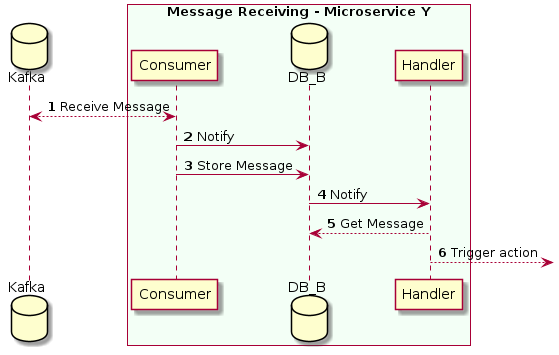 Message Receiving - Microservice Y
Kafka
Consumer
DB_B
Handler
1 Receive Message
2 Notify
3 Store Message
4 Notify
5 Get Message
6 Trigger action
Kafka
Consumer
DB_B
Handler